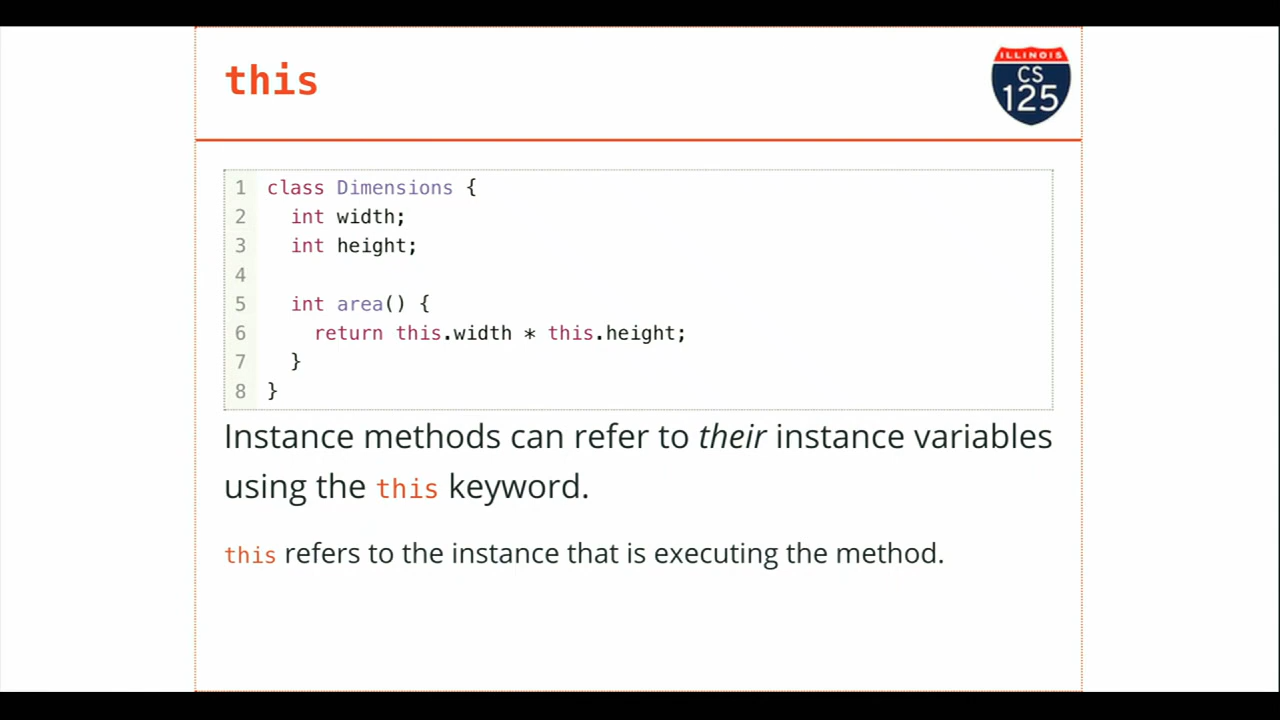 this
ILLINOIS
CS
125
1 class Dimensions {
2   int width;
3   int height;
4
5   int area() {
6     return this.width * this.height;
7   }
8 }
Instance methods can refer to their instance variables
using the this keyword.
this refers to the instance that is executing the method.